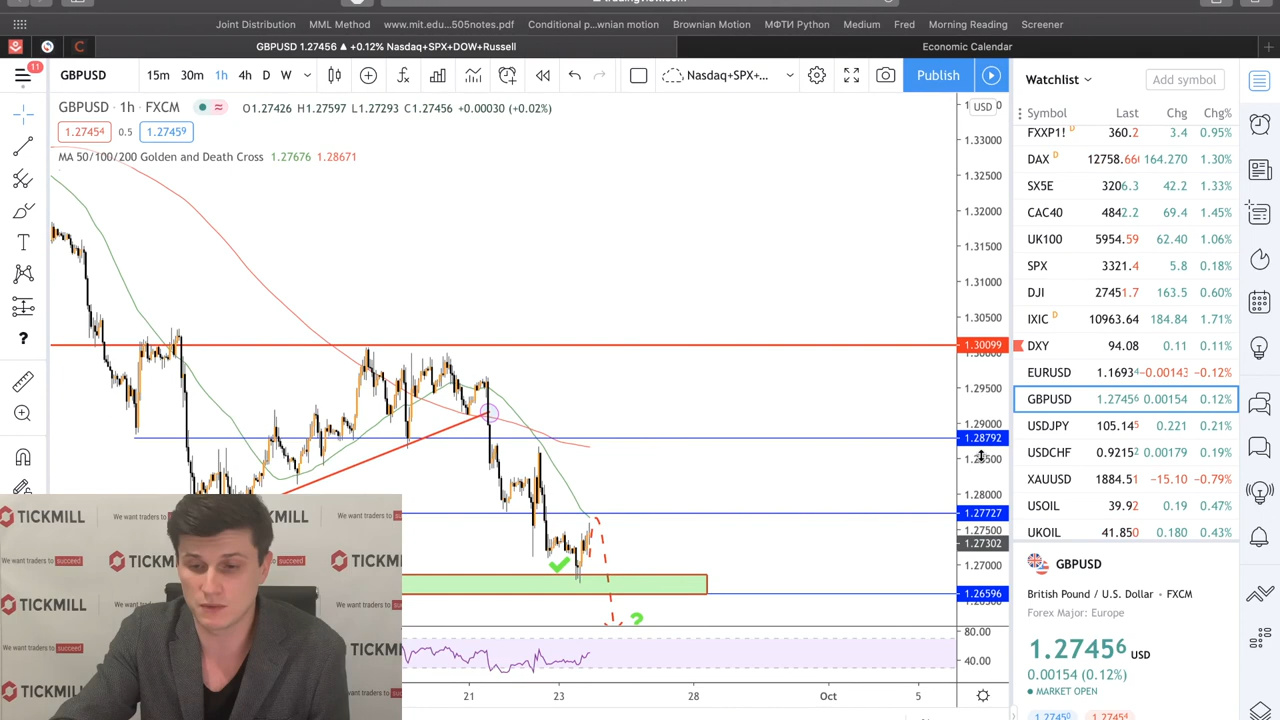 Joint Distribution MML Method www.mit.edu...505notes.pdf Conditional p...wnian motion Brownian Motion МФТИ Python Medium Fred Morning Reading Screener
GBPUSD 1.27456 ▲ +0.12% Nasdaq+SPX+DOW+Russell Economic Calendar
11
GBPUSD 15m 30m 1h 4h D W Nasdaq+SPX+... Publish
Watchlist Add symbol
GBPUSD · 1h · FXCM O1.27426 H1.27597 L1.27293 C1.27456 +0.00030 (+0.02%)
1.27454 0.5 1.27459
MA 50/100/200 Golden and Death Cross 1.27676 1.28671
USD
1.33000
1.32500
1.32000
1.31500
1.31000
1.30500
1.30099
1.29500
1.29000
1.28792
1.28500
1.28000
1.27727
1.27500
1.27302
1.27000
1.26596
80.00
40.00
?
21 23 28 Oct 5
Symbol Last Chg Chg%
FXXP1! D 360.2 3.4 0.95%
DAX D 12758.66 164.270 1.30%
SX5E 3206.3 42.2 1.33%
CAC40 4842.2 69.4 1.45%
UK100 5954.59 62.40 1.06%
SPX 3321.4 5.8 0.18%
DJI 27451.7 163.5 0.60%
IXIC D 10963.64 184.84 1.71%
DXY 94.08 0.11 0.11%
EURUSD 1.16934 -0.00143 -0.12%
GBPUSD 1.27456 0.00154 0.12%
USDJPY 105.145 0.221 0.21%
USDCHF 0.92152 0.00179 0.19%
XAUUSD 1884.51 -15.10 -0.79%
USOIL 39.92 0.19 0.47%
UKOIL 41.850 0.180 0.43%
GBPUSD
British Pound / U.S. Dollar • FXCM
Forex Major: Europe
1.27456 USD
0.00154 (0.12%)
MARKET OPEN
1.27450 1.27454
TICKMILL We want traders to succeed